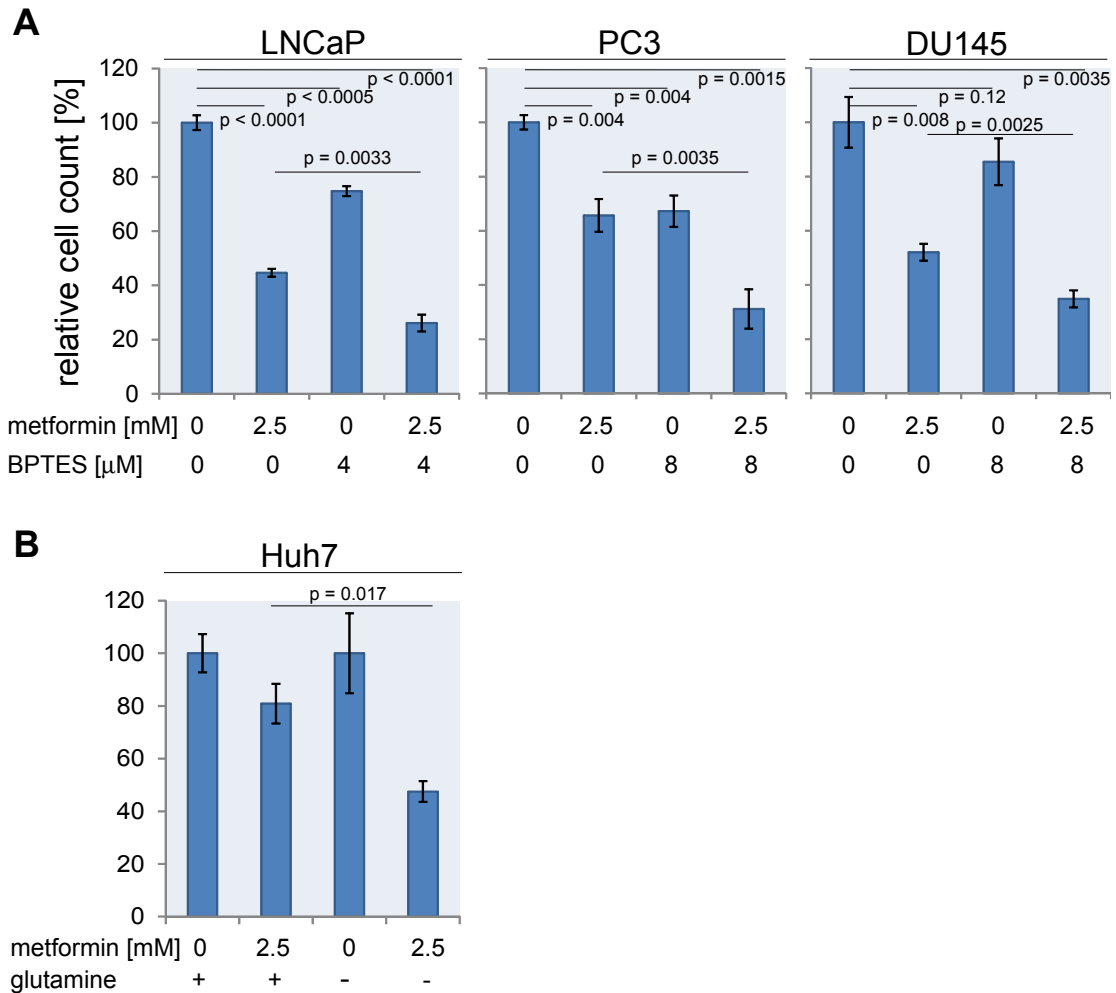 A
LNCaP PC3 DU145
relative cell count [%]
120
100
80
60
40
20
0
p < 0.0001
p < 0.0005
p < 0.0001
p = 0.0033
p = 0.0015
p = 0.004
p = 0.004
p = 0.0035
p = 0.0035
p = 0.12
p = 0.008
p = 0.0025
metformin [mM] 0 2.5 0 2.5 0 2.5 0 2.5 0 2.5 0 2.5
BPTES [μM] 0 0 4 4 0 0 8 8 0 0 8 8
B
Huh7
120
100
80
60
40
20
0
p = 0.017
metformin [mM] 0 2.5 0 2.5
glutamine + + - -